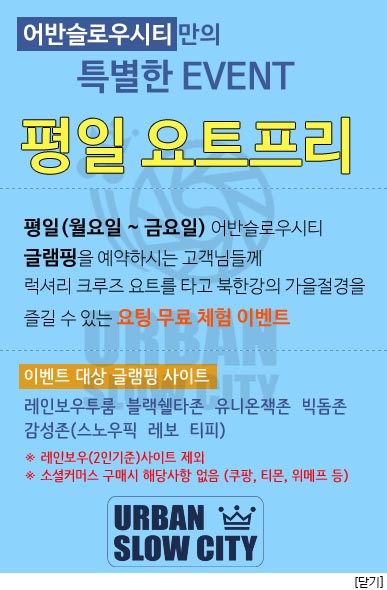 어반슬로우시티만의
특별한 EVENT
평일 요트프리
평일(월요일 ~ 금요일) 어반슬로우시티
글램핑을 예약하시는 고객님들께
럭셔리 크루즈 요트를 타고 북한강의 가을절경을
즐길 수 있는 요팅 무료 체험 이벤트
URBAN
SLOW CITY
이벤트 대상 글램핑 사이트
레인보우투룸 블랙쉘타존 유니온잭존 빅돔존
감성존(스노우픽 레보 티피)
※ 레인보우(2인기준)사이트 제외
※ 소셜커머스 구매시 해당사항 없음 (쿠팡, 티몬, 위메프 등)
URBAN
SLOW CITY
[닫기]